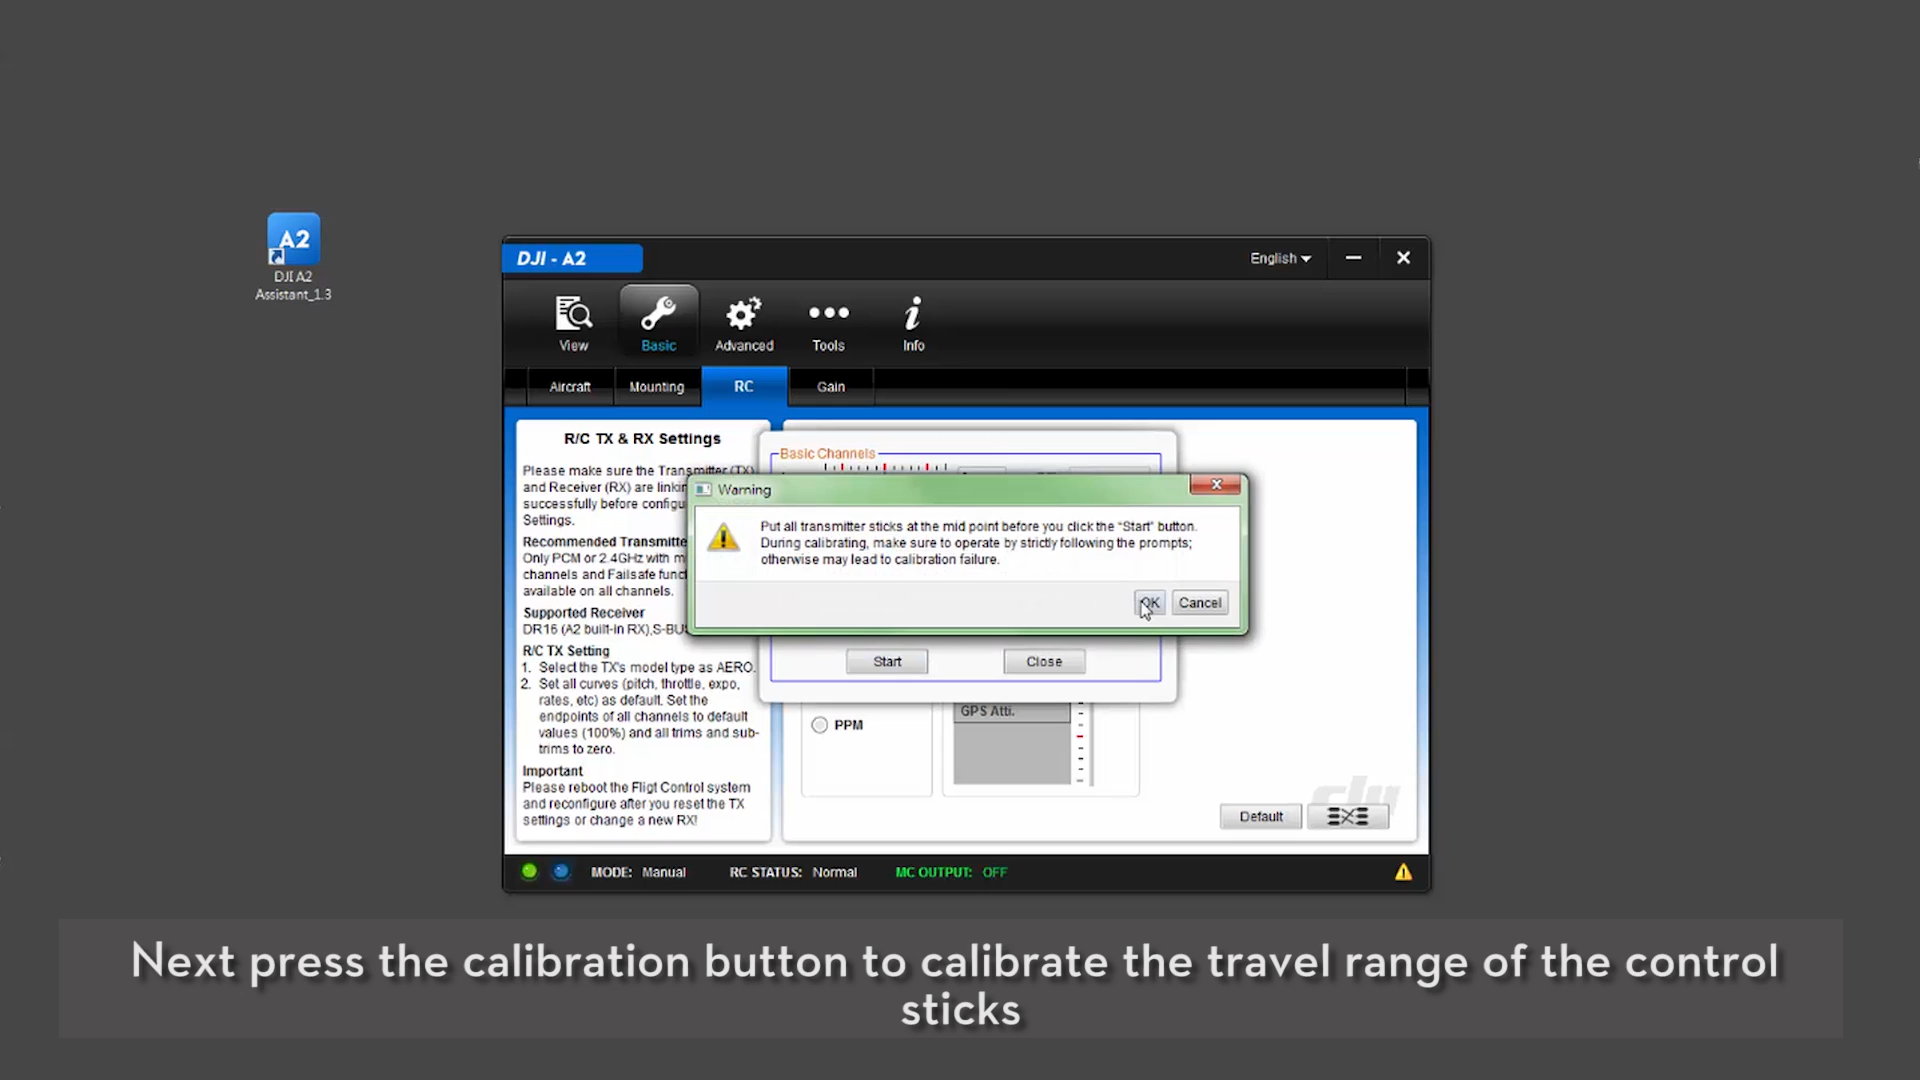 A2
DJI A2
Assistant_1.3
DJI - A2
English
View
Basic
Advanced
Tools
Info
Aircraft
Mounting
RC
Gain
R/C TX & RX Settings
Please make sure the Transmitter (TX)
and Receiver (RX) are
successfully before
Settings.
Recommended
Only PCM or 2.4GHz with
channels and Failsafe
available on all channels.
Supported Receiver
DR16 (A2 built-in RX),
R/C TX Setting
1. Select the TX's model type as AERO.
2. Set all curves (pitch, throttle, expo,
rates, etc) as default. Set the
endpoints of all channels to default
values (100%) and all trims and sub-
trims to zero.
Important
Please reboot the Fligt Control system
and reconfigure after you reset the TX
settings or change a new RX!
Basic Channels
Warning
Put all transmitter sticks at the mid point before you click the "Start" button.
During calibrating, make sure to operate by strictly following the prompts;
otherwise may lead to calibration failure.
OK
Cancel
Start
Close
PPM
GPS Atti.
dji
Default
MODE: Manual
RC STATUS: Normal
MC OUTPUT: OFF
Next press the calibration button to calibrate the travel range of the control
sticks